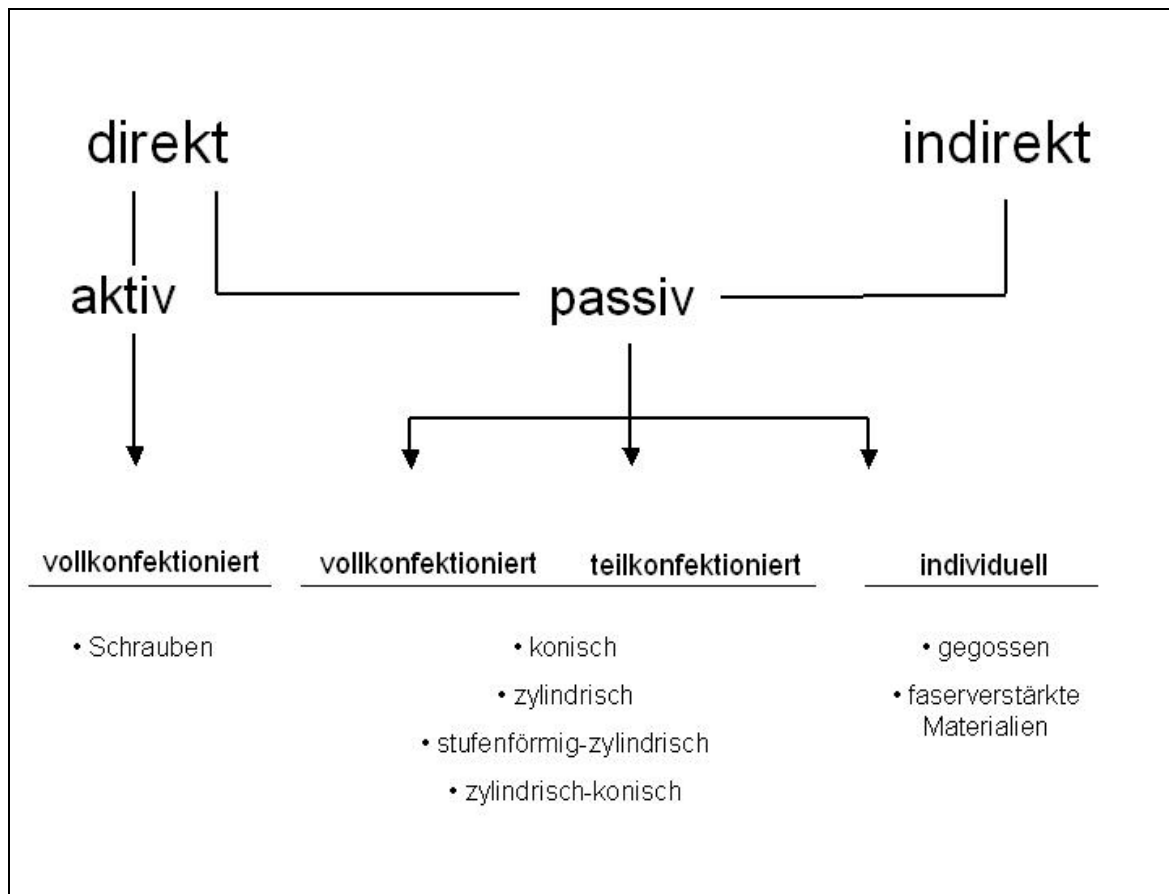 direkt indirekt
aktiv passiv
vollkonfektioniert vollkonfektioniert teilkonfektioniert individuell
• Schrauben • konisch • gegossen
• zylindrisch • faserverstärkte
Materialien
• stufenförmig-zylindrisch
• zylindrisch-konisch